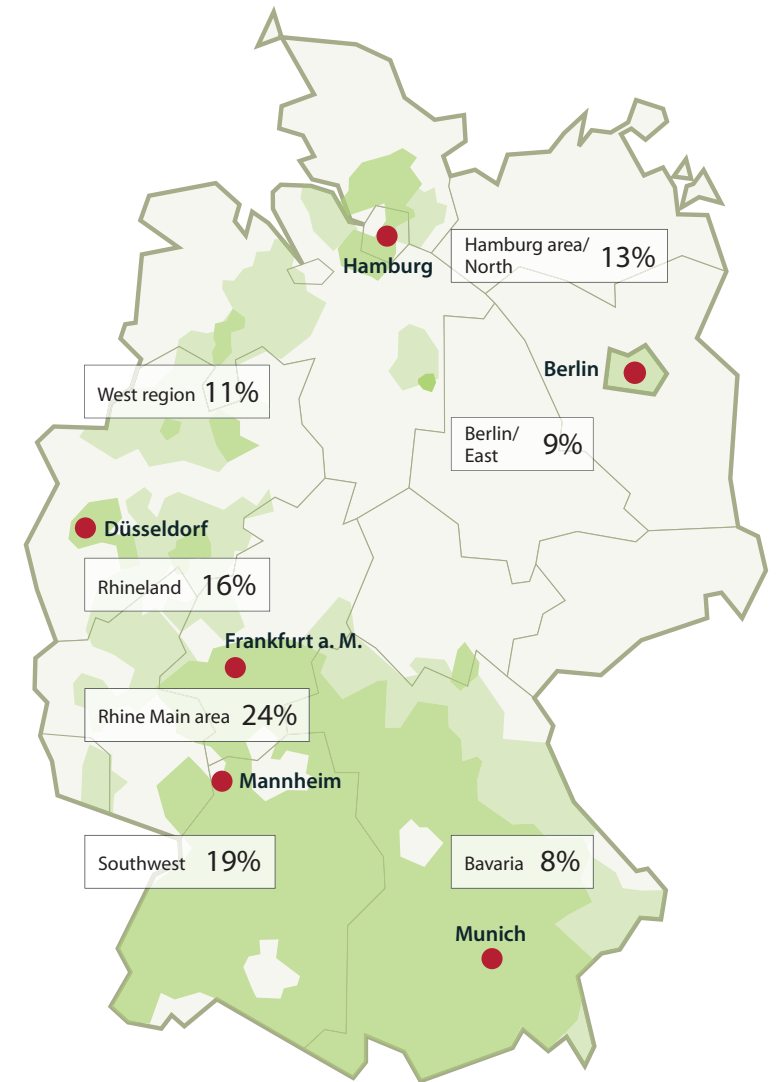 Hamburg
Hamburg area/
North 13%
Berlin
West region 11%
Berlin/
East 9%
Düsseldorf
Rhineland 16%
Frankfurt a. M.
Rhine Main area 24%
Mannheim
Southwest 19%
Bavaria 8%
Munich